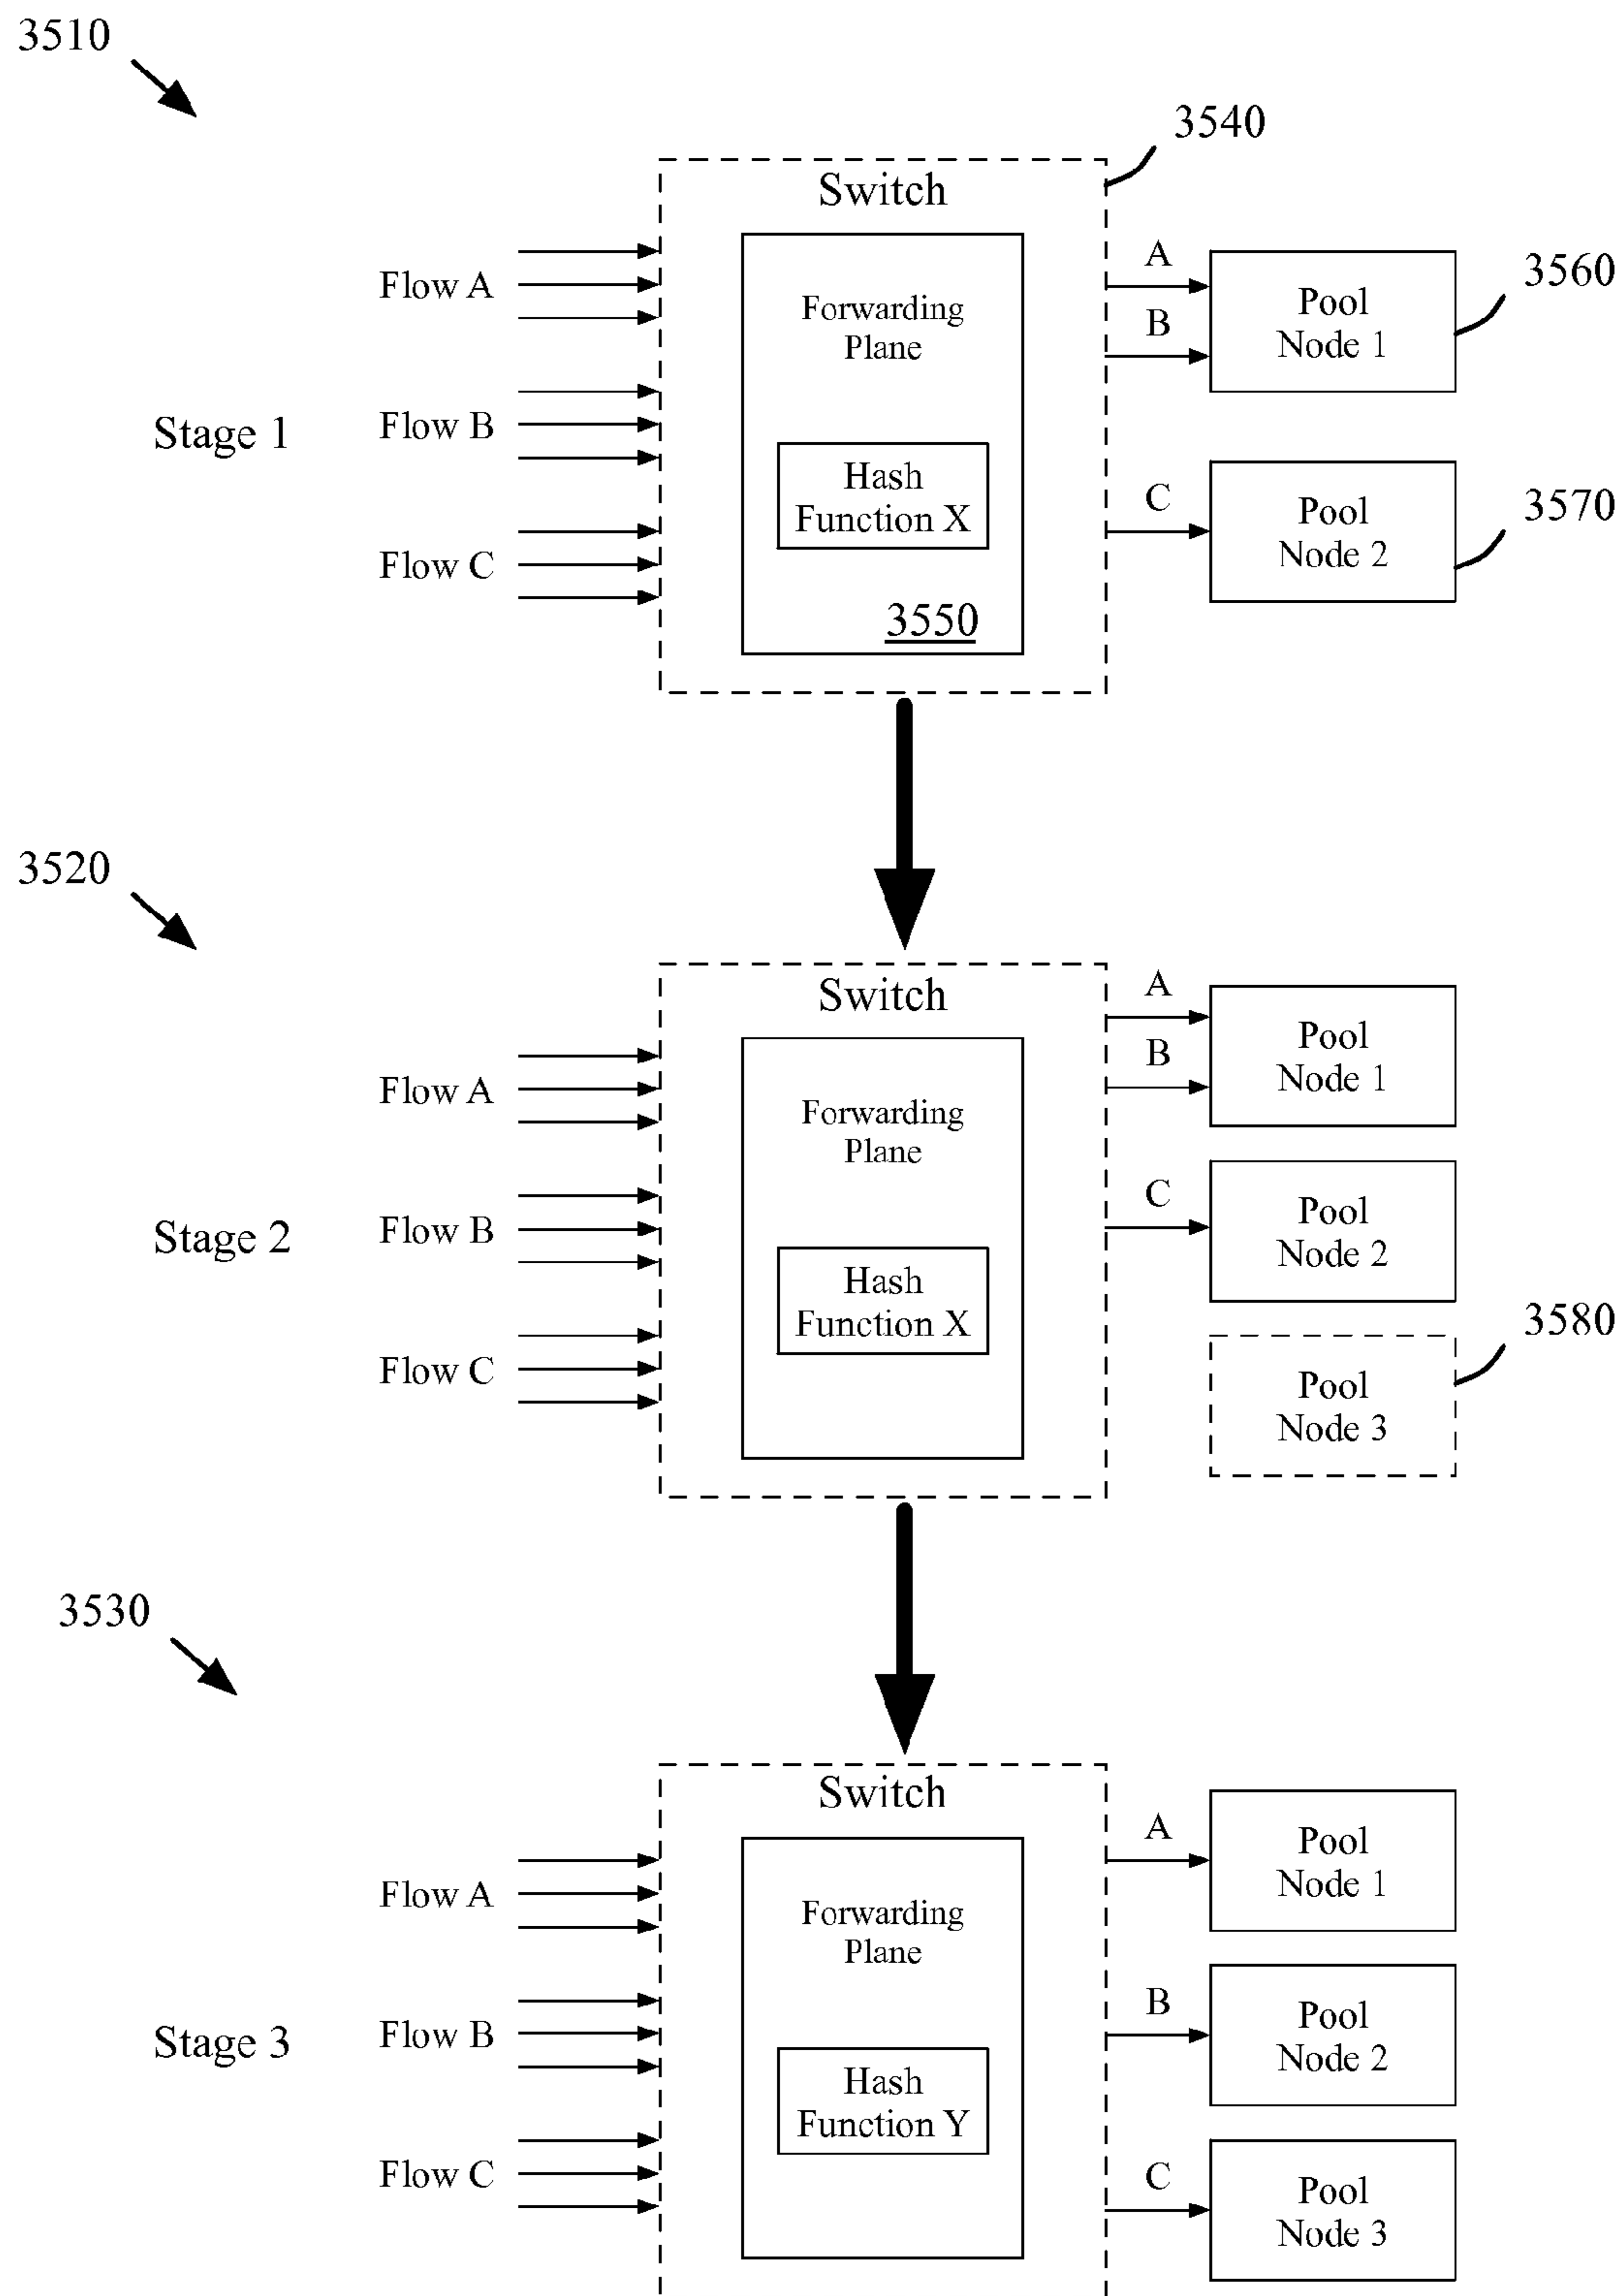 3510
3540
Switch
Flow A
Forwarding
Plane
A
B
Pool
Node 1
3560
Stage 1
Flow B
Hash
Function X
C
Pool
Node 2
3570
Flow C
3550
3520
Switch
Flow A
Forwarding
Plane
A
B
Pool
Node 1
Stage 2
Flow B
Hash
Function X
C
Pool
Node 2
Flow C
3580
Pool
Node 3
3530
Switch
Flow A
Forwarding
Plane
A
Pool
Node 1
Stage 3
Flow B
Hash
Function Y
B
Pool
Node 2
Flow C
C
Pool
Node 3